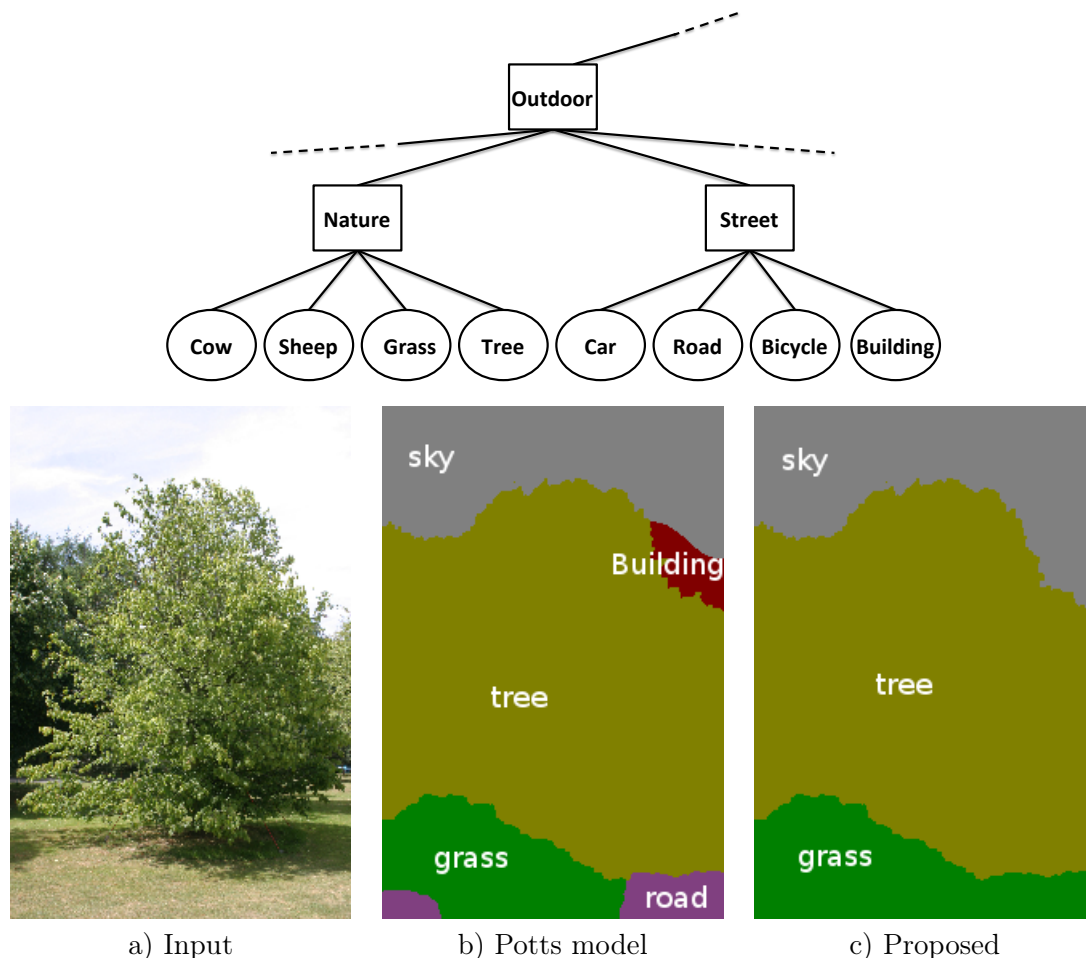 Outdoor
Nature Street
Cow Sheep Grass Tree Car Road Bicycle Building
sky sky
Building
tree tree
grass grass
road
a) Input b) Potts model c) Proposed